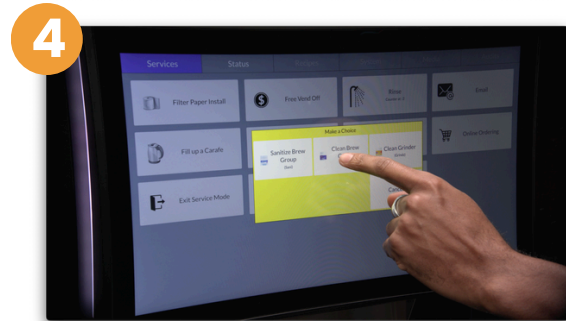 4
Services
Status
Filter Paper Install
Free Vend Off
Rinse
Email
Make a Choice
Sanitize Brew
Group
Clean Brew
Clean Grinder
Fill up a Carafe
Online Ordering
Exit Service Mode